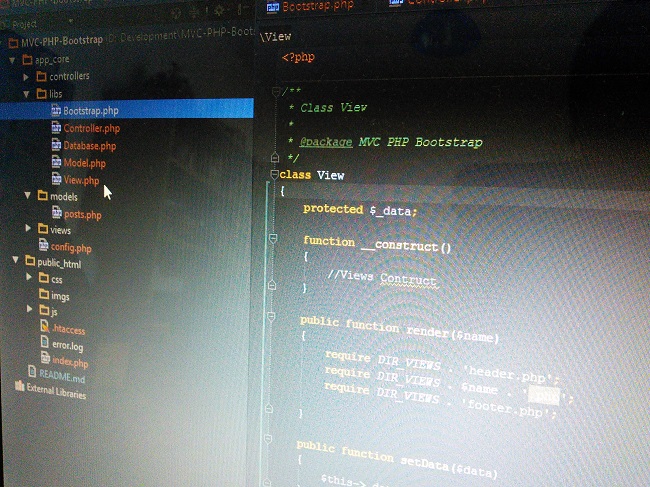 Project
MVC-PHP-Bootstrap (D: Development\MVC-PHP-Boot
app_core
controllers
libs
Bootstrap.php
Controller.php
Database.php
Model.php
View.php
models
posts.php
views
config.php
public_html
css
imgs
js
.htaccess
error.log
index.php
README.md
External Libraries
Bootstrap.php
\View
<?php
/**
* Class View
*
* @package MVC PHP Bootstrap
*/
class View
{
protected $_data;
function __construct()
{
//Views Contruct
}
public function render($name)
{
require DIR_VIEWS . 'header.php';
require DIR_VIEWS . $name . '.php';
require DIR_VIEWS . 'footer.php';
}
public function setData($data)
{